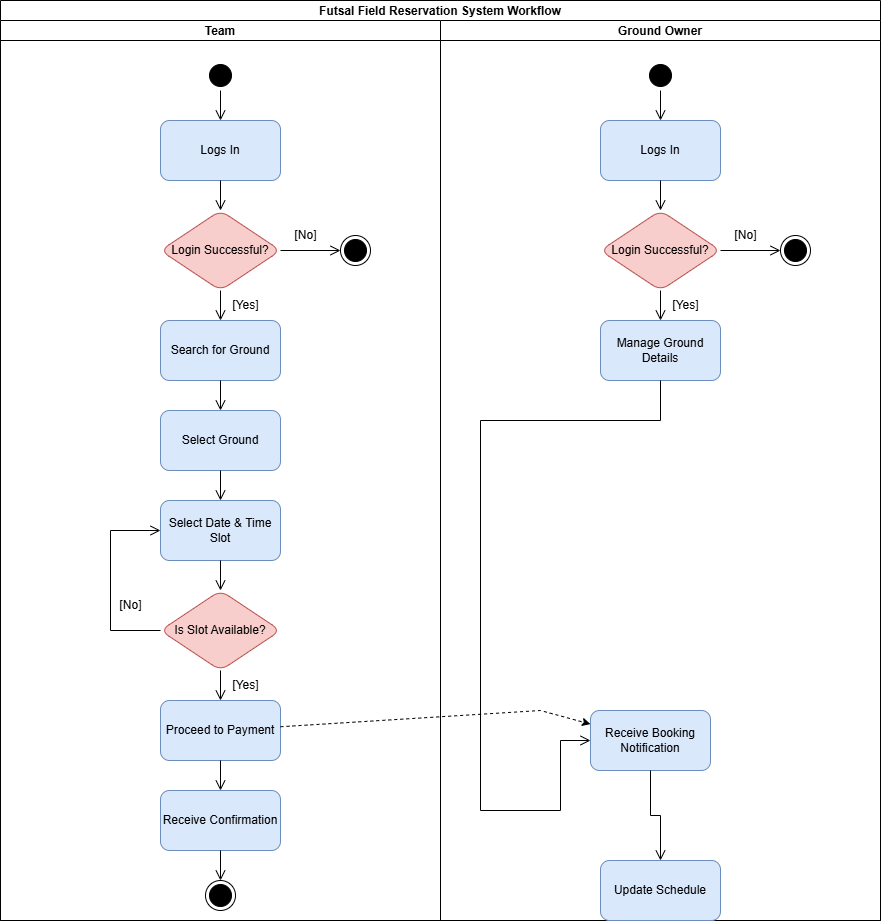 Futsal Field Reservation System Workflow
Team
Ground Owner
Logs In
Login Successful?
[No]
[Yes]
Search for Ground
Select Ground
Select Date & Time
Slot
[No]
Is Slot Available?
[Yes]
Proceed to Payment
Receive Confirmation
Logs In
Login Successful?
[No]
[Yes]
Manage Ground
Details
Receive Booking
Notification
Update Schedule